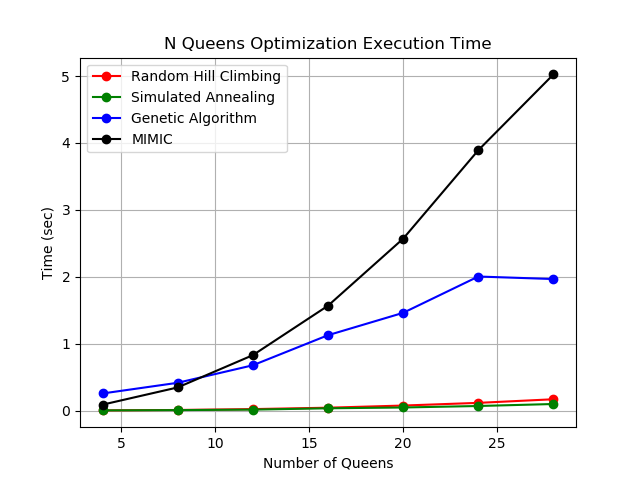 N Queens Optimization Execution Time
Random Hill Climbing
Simulated Annealing
Genetic Algorithm
MIMIC
Time (sec)
5
4
3
2
1
0
5 10 15 20 25
Number of Queens